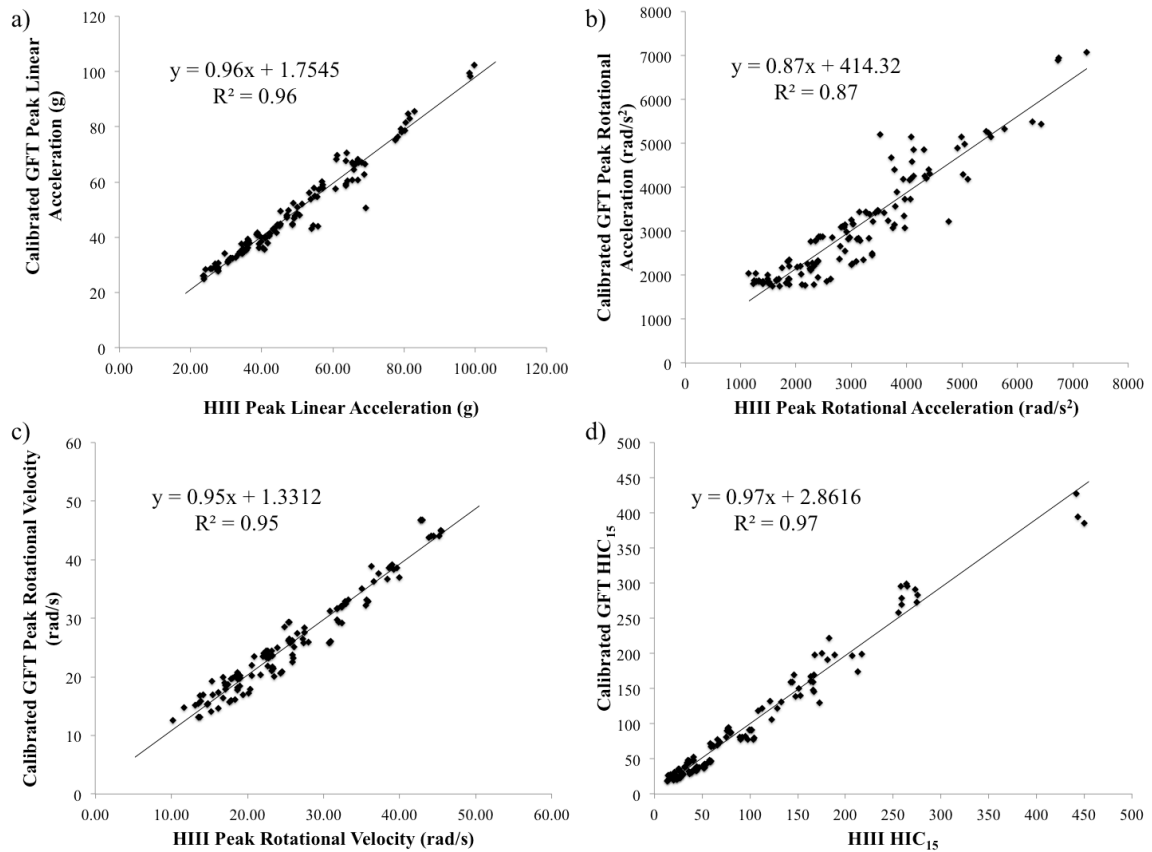 a)
Calibrated GFT Peak Linear
Acceleration (g)
120
100
80
60
40
20
0
y = 0.96x + 1.7545
R² = 0.96
0.00 20.00 40.00 60.00 80.00 100.00 120.00
HIII Peak Linear Acceleration (g)
b)
Calibrated GFT Peak Rotational
Acceleration (rad/s²)
8000
7000
6000
5000
4000
3000
2000
1000
0
y = 0.87x + 414.32
R² = 0.87
0 1000 2000 3000 4000 5000 6000 7000 8000
HIII Peak Rotational Acceleration (rad/s²)
c)
Calibrated GFT Peak Rotational Velocity
(rad/s)
60
50
40
30
20
10
0
y = 0.95x + 1.3312
R² = 0.95
0.00 10.00 20.00 30.00 40.00 50.00 60.00
HIII Peak Rotational Velocity (rad/s)
d)
Calibrated GFT HIC₁₅
500
450
400
350
300
250
200
150
100
50
0
y = 0.97x + 2.8616
R² = 0.97
0 50 100 150 200 250 300 350 400 450 500
HIII HIC₁₅